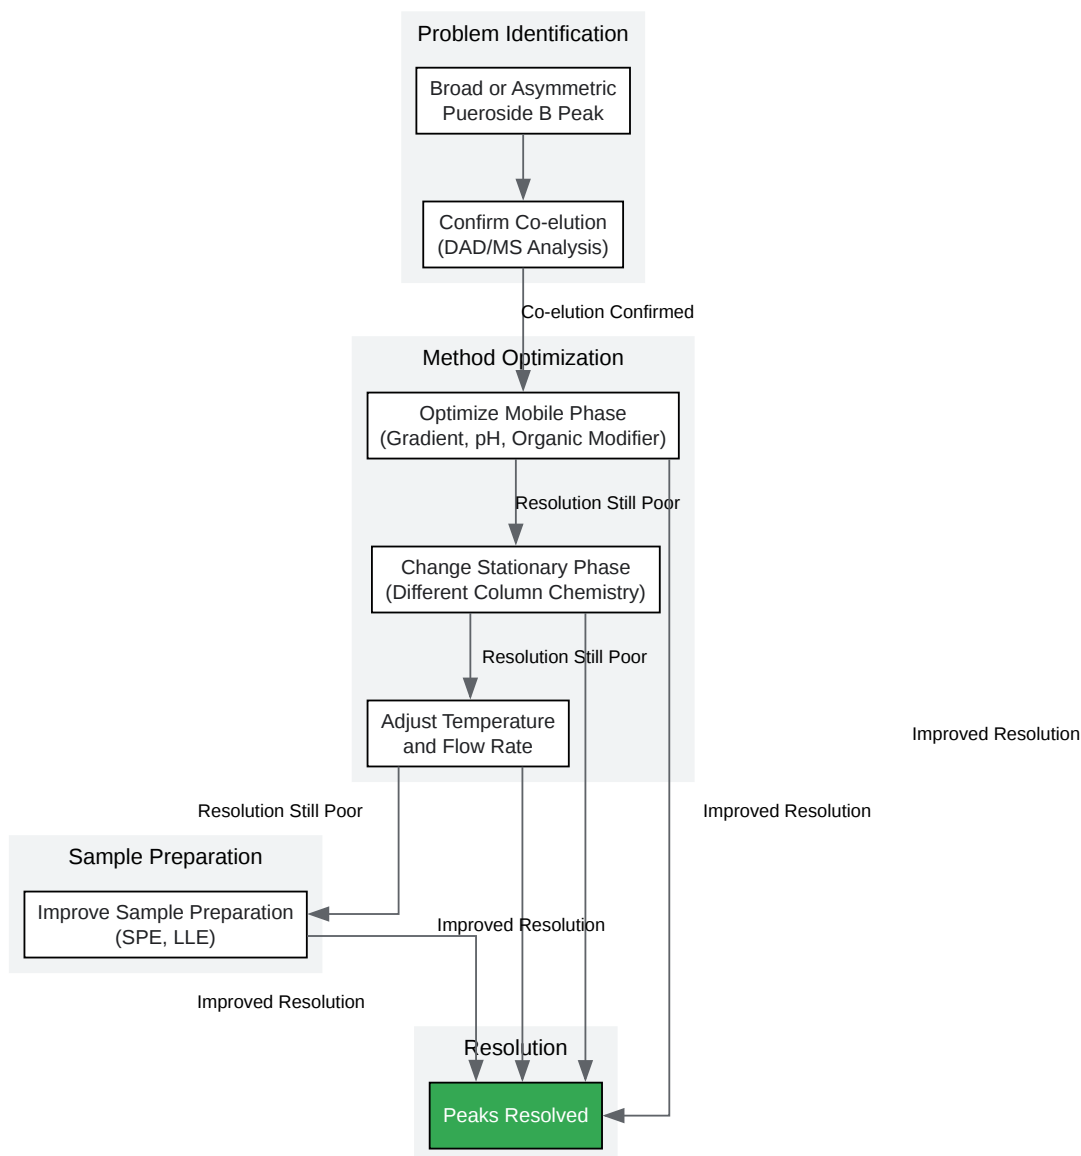 Problem Identification
Broad or Asymmetric
Pueroside B Peak
Confirm Co-elution
(DAD/MS Analysis)
Co-elution Confirmed
Method Optimization
Optimize Mobile Phase
(Gradient, pH, Organic Modifier)
Resolution Still Poor
Change Stationary Phase
(Different Column Chemistry)
Resolution Still Poor
Adjust Temperature
and Flow Rate
Improved Resolution
Resolution Still Poor
Improved Resolution
Sample Preparation
Improve Sample Preparation
(SPE, LLE)
Improved Resolution
Improved Resolution
Resolution
Peaks Resolved